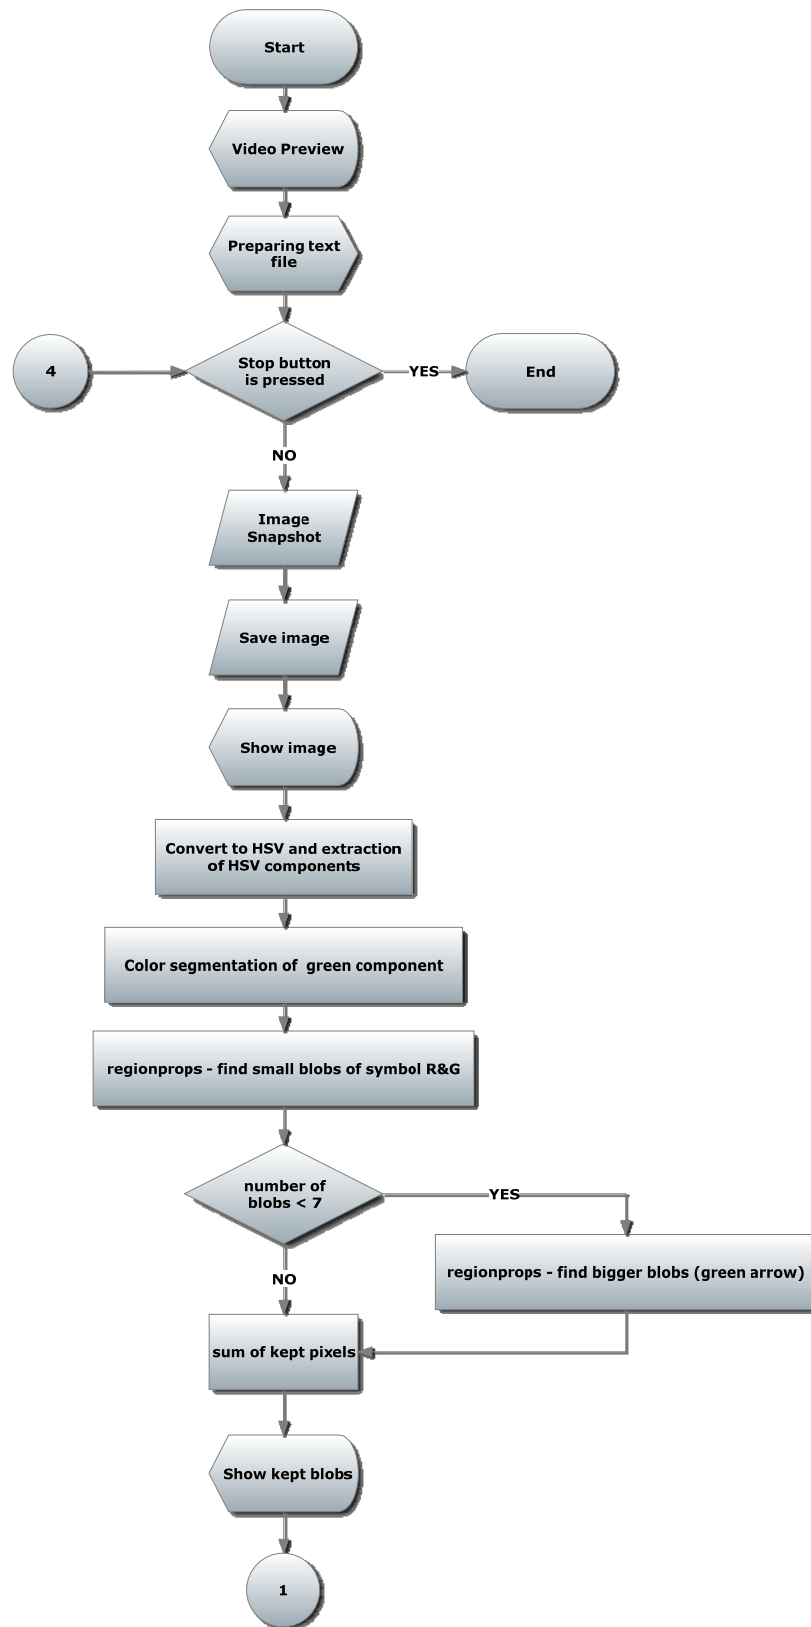 Start
Video Preview
Preparing text
file
4
Stop button
is pressed
YES
End
NO
Image
Snapshot
Save image
Show image
Convert to HSV and extraction
of HSV components
Color segmentation of green component
regionprops - find small blobs of symbol R&G
number of
blobs < 7
YES
regionprops - find bigger blobs (green arrow)
NO
sum of kept pixels
Show kept blobs
1